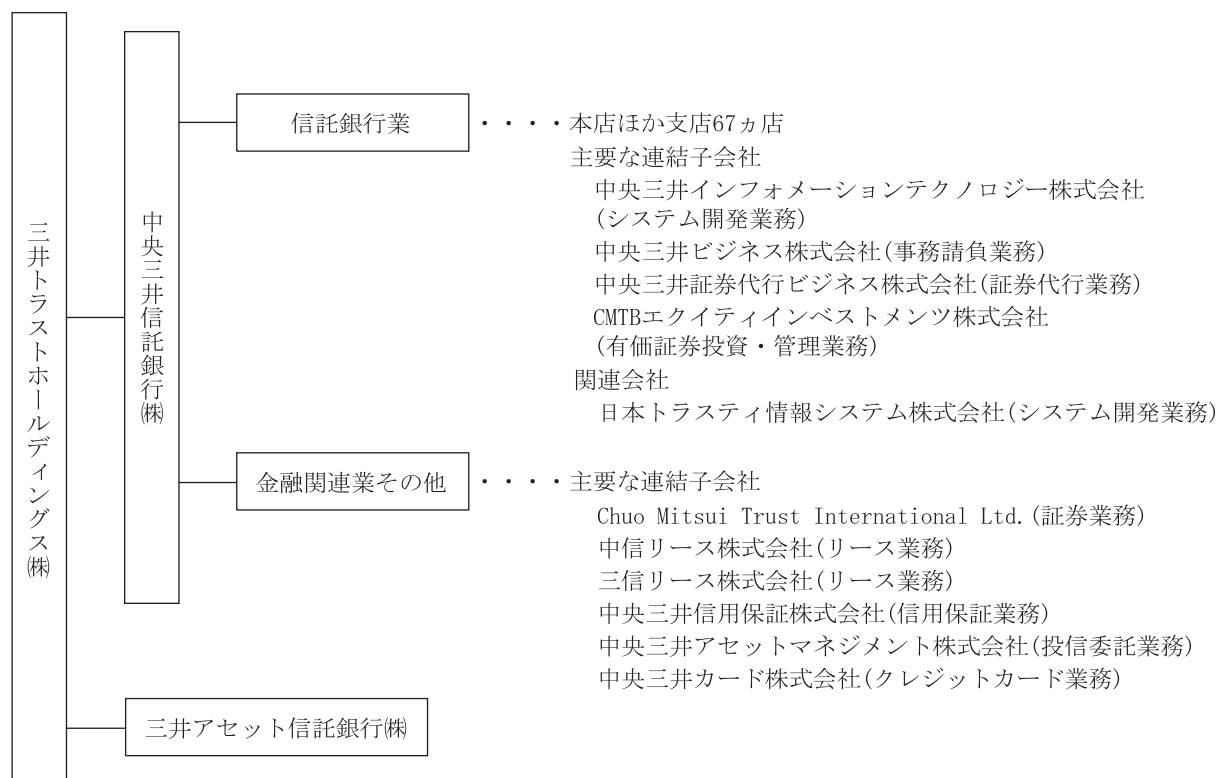 三井トラストホールディングス㈱
中央三井信託銀行㈱
信託銀行業
・・・・本店ほか支店67ヵ店
主要な連結子会社
中央三井インフォメーションテクノロジー株式会社
(システム開発業務)
中央三井ビジネス株式会社(事務請負業務)
中央三井証券代行ビジネス株式会社(証券代行業務)
CMTBエクイティインベストメンツ株式会社
(有価証券投資・管理業務)
関連会社
日本トラスティ情報システム株式会社(システム開発業務)
金融関連業その他
・・・・主要な連結子会社
Chuo Mitsui Trust International Ltd.(証券業務)
中信リース株式会社(リース業務)
三信リース株式会社(リース業務)
中央三井信用保証株式会社(信用保証業務)
中央三井アセットマネジメント株式会社(投信委託業務)
中央三井カード株式会社(クレジットカード業務)
三井アセット信託銀行㈱